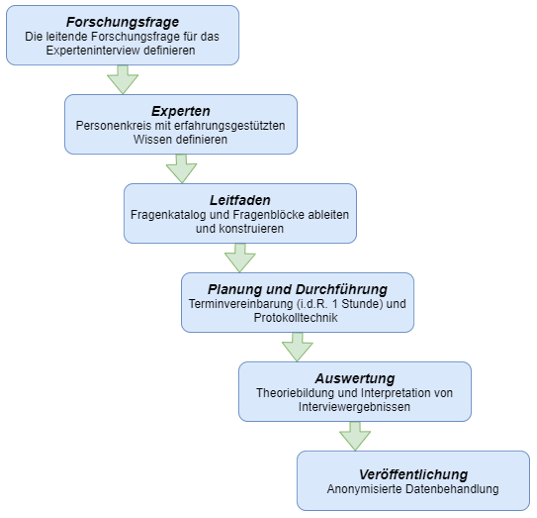 Forschungsfrage
Die leitende Forschungsfrage für das
Experteninterview definieren
Experten
Personenkreis mit erfahrungsgestützten
Wissen definieren
Leitfaden
Fragenkatalog und Fragenblöcke ableiten
und konstruieren
Planung und Durchführung
Terminvereinbarung (i.d.R. 1 Stunde) und
Protokolltechnik
Auswertung
Theoriebildung und Interpretation von
Interviewergebnissen
Veröffentlichung
Anonymisierte Datenbehandlung